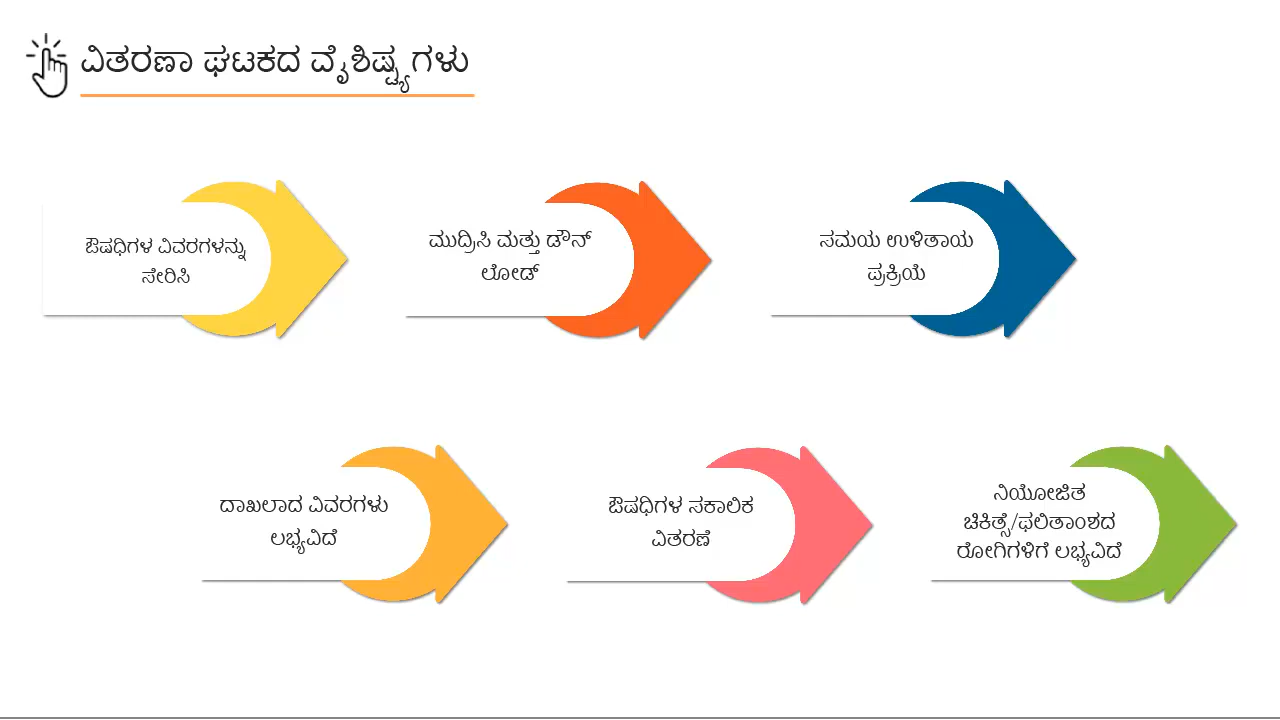 ವಿತರಣಾ ಘಟಕದ ವೈಶಿಷ್ಟ್ಯಗಳು
ಔಷಧಿಗಳ ವಿವರಗಳನ್ನು
ಸೇರಿಸಿ
ಮುದ್ರಿಸಿ ಮತ್ತು ಡೌನ್
ಲೋಡ್
ಸಮಯ ಉಳಿತಾಯ
ಪ್ರಕ್ರಿಯೆ
ದಾಖಲಾದ ವಿವರಗಳು
ಲಭ್ಯವಿದೆ
ಔಷಧಿಗಳ ಸಕಾಲಿಕ
ವಿತರಣೆ
ನಿಯೋಜಿತ
ಚಿಕಿತ್ಸೆ/ಫಲಿತಾಂಶದ
ರೋಗಿಗಳಿಗೆ ಲಭ್ಯವಿದೆ